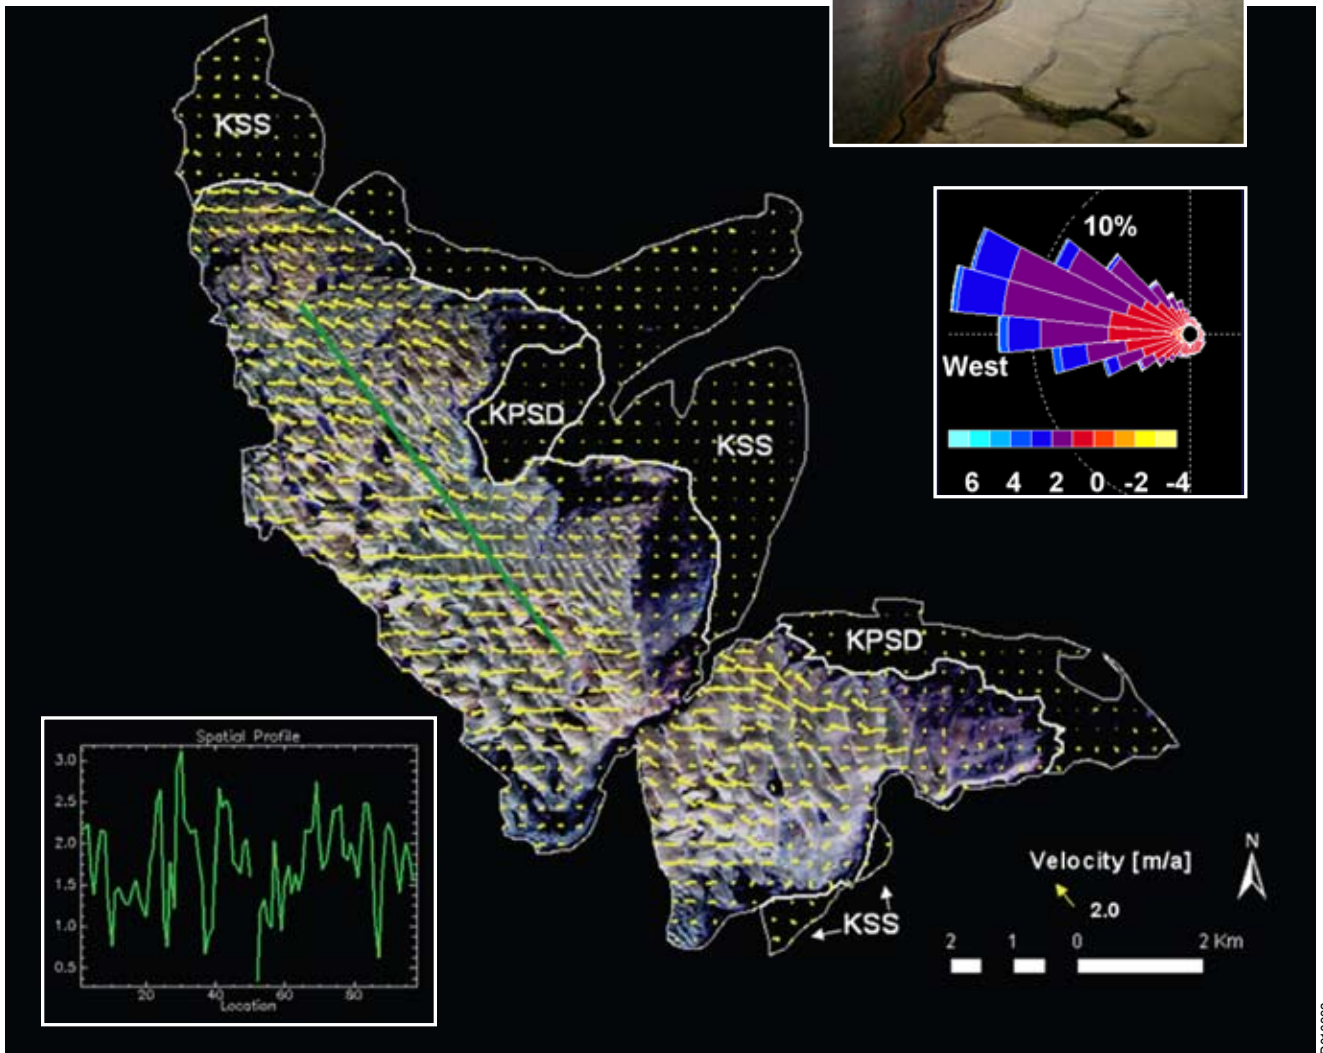 KSS
10%
West
6 4 2 0 -2 -4
KPSD
KSS
KPSD
Spatial Profile
3.0
2.5
2.0
1.5
1.0
0.5
20 40 60 80
Location
Velocity [m/a]
2.0
N
KSS
2 1 0 2 Km